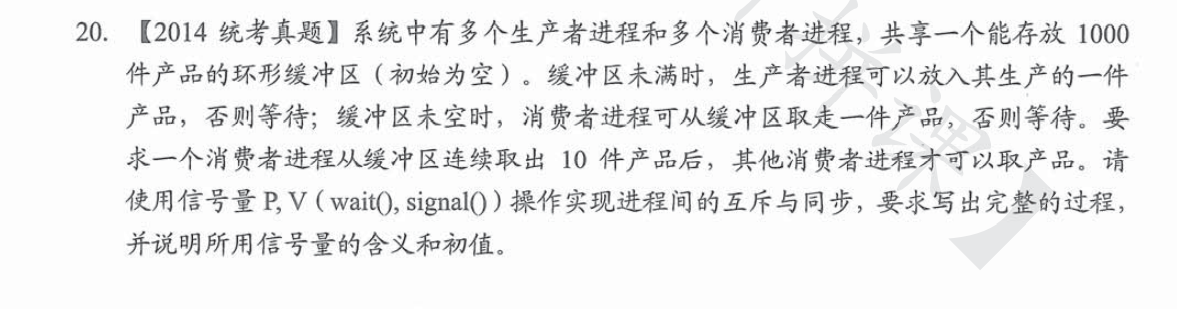 20. 【2014 统考真题】系统中有多个生产者进程和多个消费者进程，共享一个能存放 1000
件产品的环形缓冲区（初始为空）。缓冲区未满时，生产者进程可以放入其生产的一件
产品，否则等待；缓冲区未空时，消费者进程可从缓冲区取走一件产品，否则等待。要
求一个消费者进程从缓冲区连续取出 10 件产品后，其他消费者进程才可以取产品。请
使用信号量 P, V（wait(), signal()）操作实现进程间的互斥与同步，要求写出完整的过程，
并说明所用信号量的含义和初值。